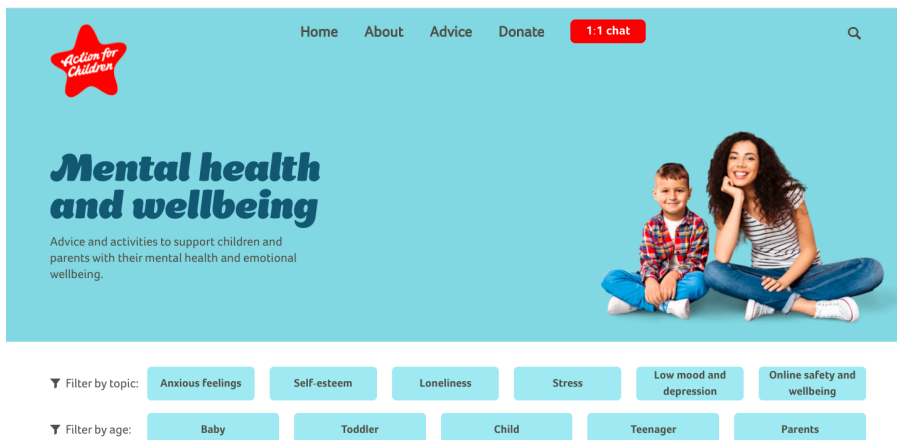 Home About Advice Donate 1:1 chat
Action for
Children
Mental health
and wellbeing
Advice and activities to support children and
parents with their mental health and emotional
wellbeing.
Filter by topic: Anxious feelings Self-esteem Loneliness Stress Low mood and depression Online safety and wellbeing
Filter by age: Baby Toddler Child Teenager Parents